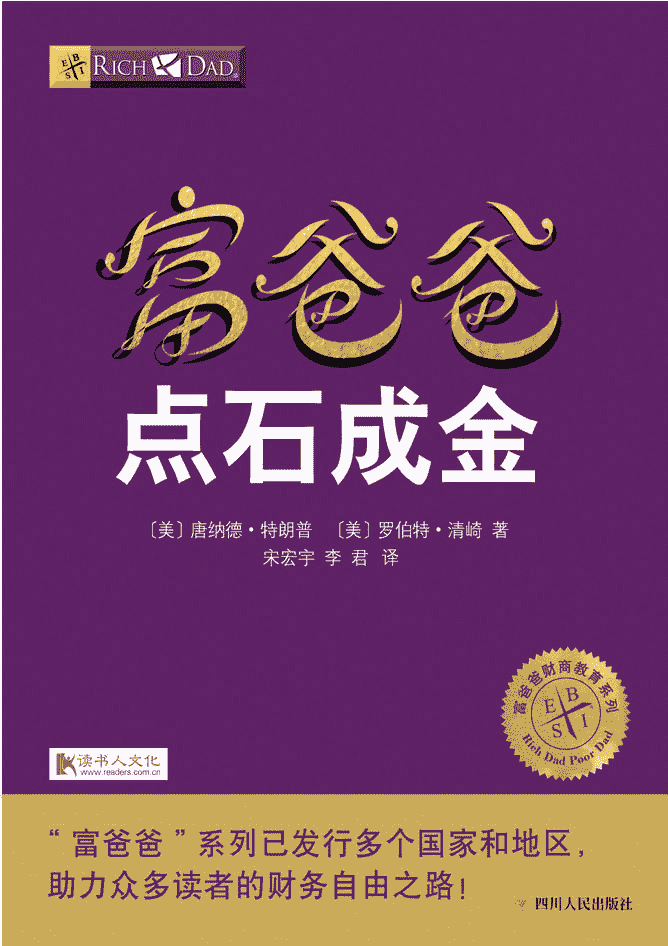 E B S I RICH DAD
富爸爸
点石成金
〔美〕唐纳德·特朗普 〔美〕罗伯特·清崎 著
宋宏宇 李 君 译
富爸爸财商教育系列
E B
S I
Rich Dad Poor Dad
读书人文化
www.readers.com.cn
“富爸爸”系列已发行多个国家和地区，
助力众多读者的财务自由之路！
四川人民出版社